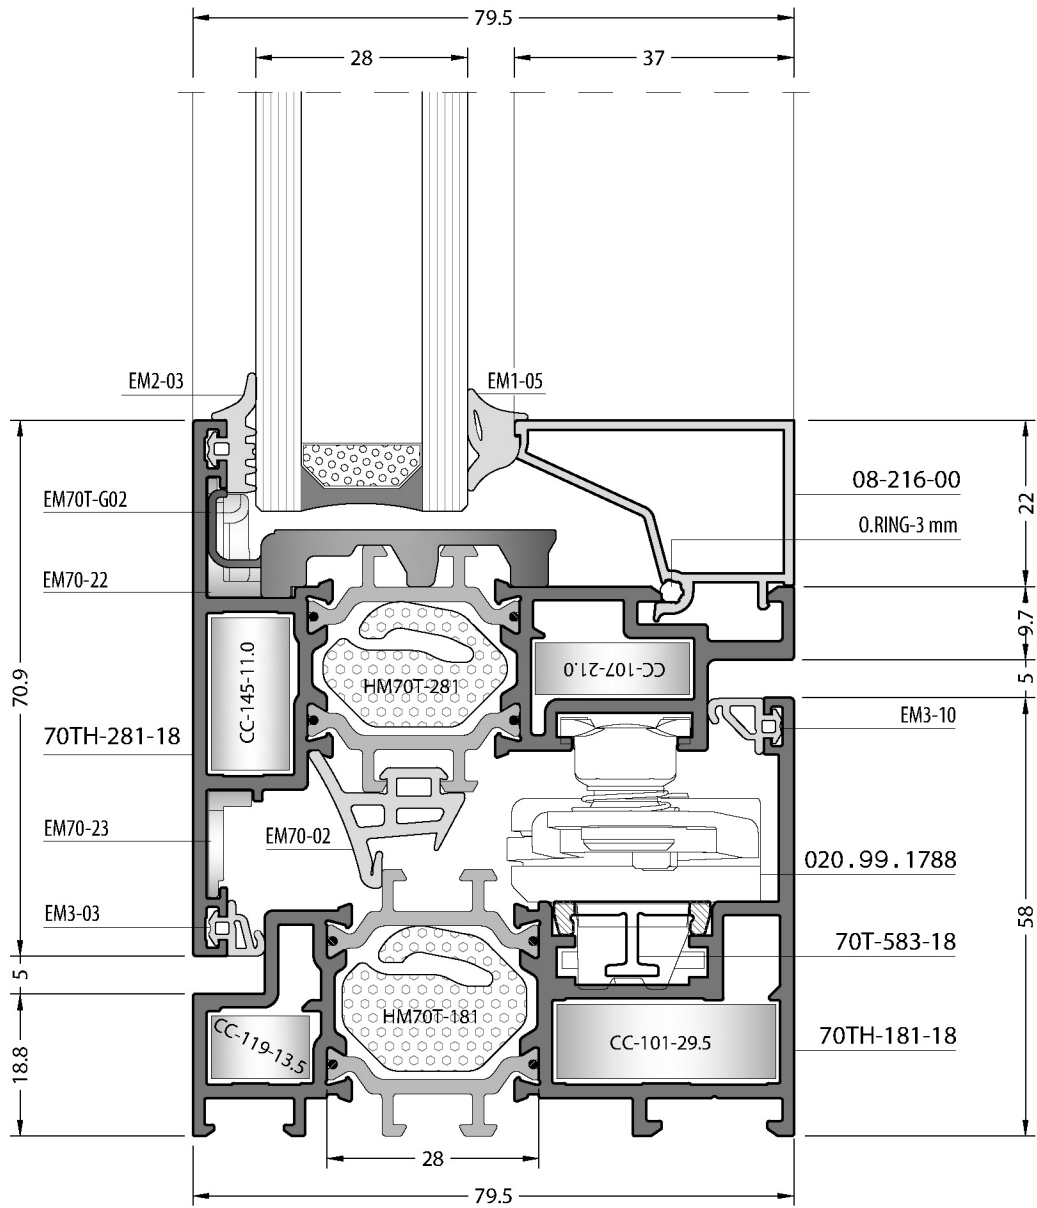 79.5
28
37
EM2-03
EM1-05
EM70T-G02
08-216-00
O.RING-3 mm
22
EM70-22
9.7
CC-145-11.0
HM70T-281
CC-107-21.0
5
70.9
70TH-281-18
EM3-10
EM70-23
EM70-02
020.99.1788
EM3-03
58
70T-583-18
5
HM70T-181
CC-119-13.5
CC-101-29.5
70TH-181-18
18.8
28
79.5